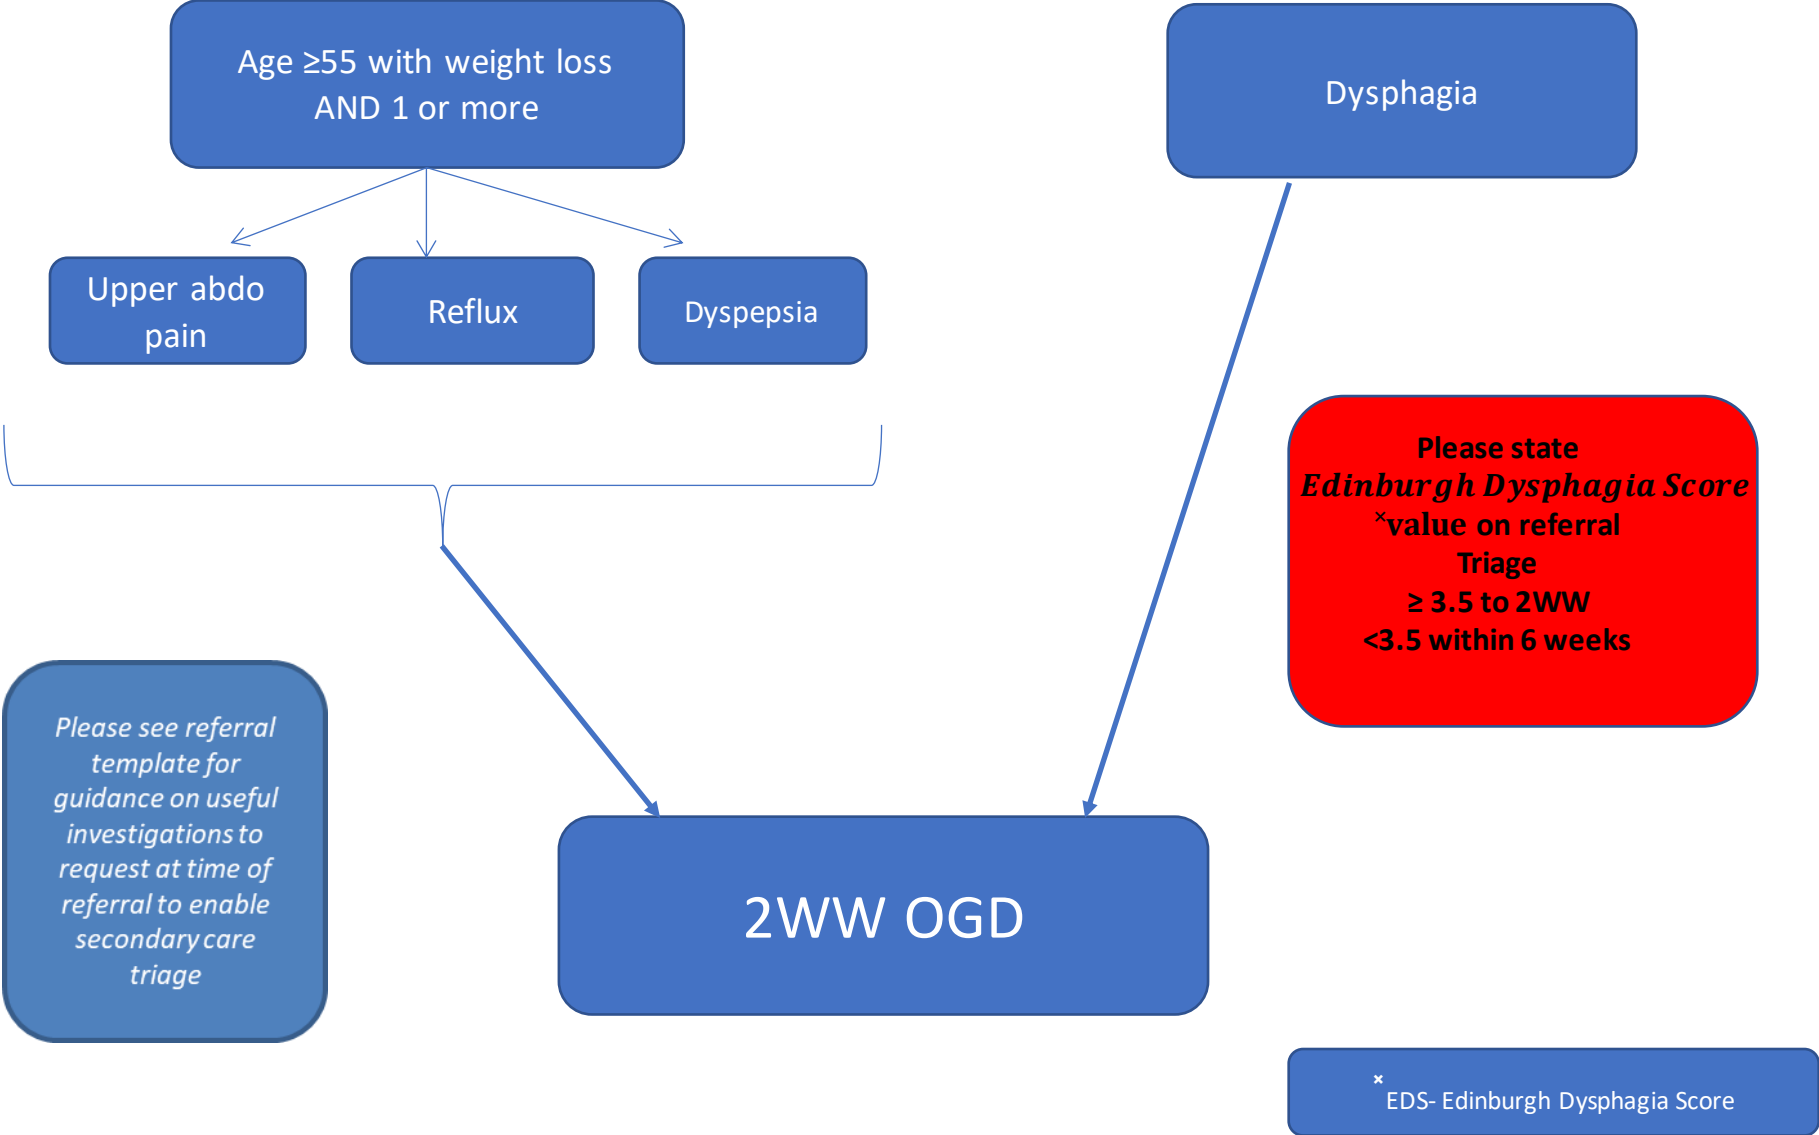 Age ≥55 with weight loss
AND 1 or more
Dysphagia
Upper abdo
pain
Reflux
Dyspepsia
Please state
Edinburgh Dysphagia Score
×value on referral
Triage
≥ 3.5 to 2WW
<3.5 within 6 weeks
Please see referral
template for
guidance on useful
investigations to
request at time of
referral to enable
secondary care
triage
2WW OGD
×
EDS- Edinburgh Dysphagia Score